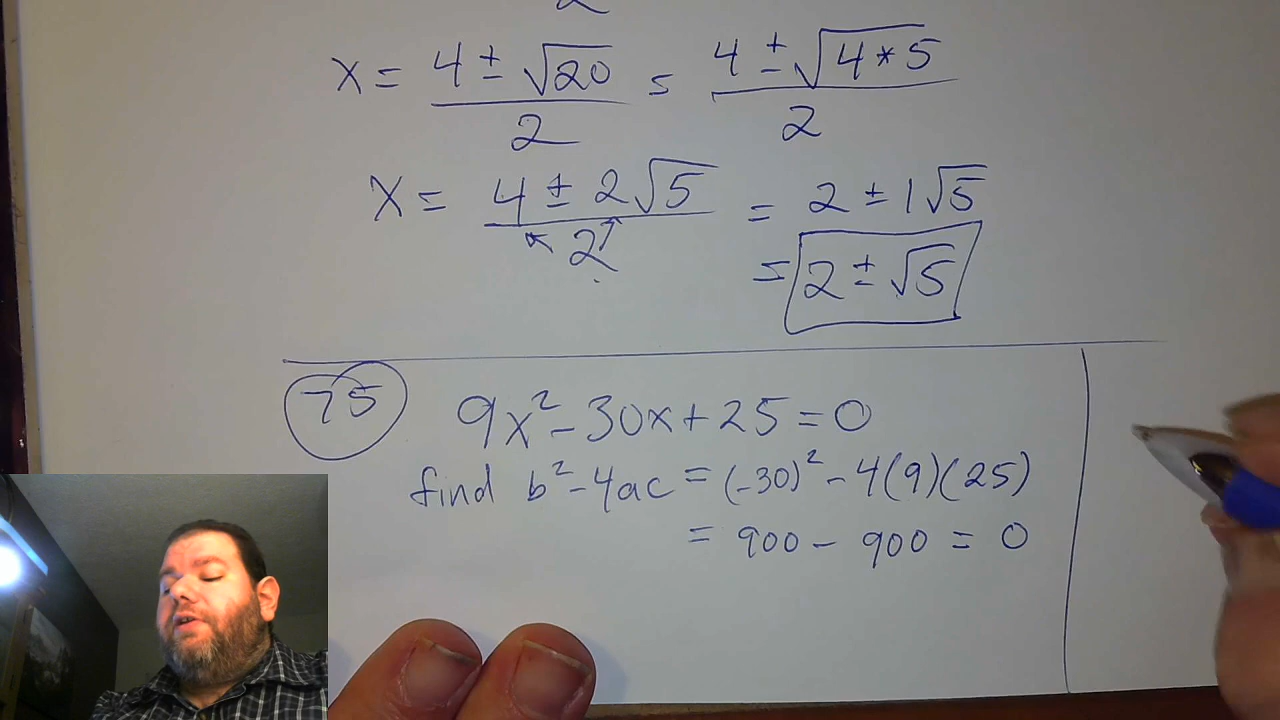 2
x = 4 ± √20 / 2 = 4 ± √4*5 / 2
x = 4 ± 2√5 / 2 = 2 ± 1√5
= 2 ± √5
75 9x² - 30x + 25 = 0
find b² - 4ac = (-30)² - 4(9)(25)
= 900 - 900 = 0